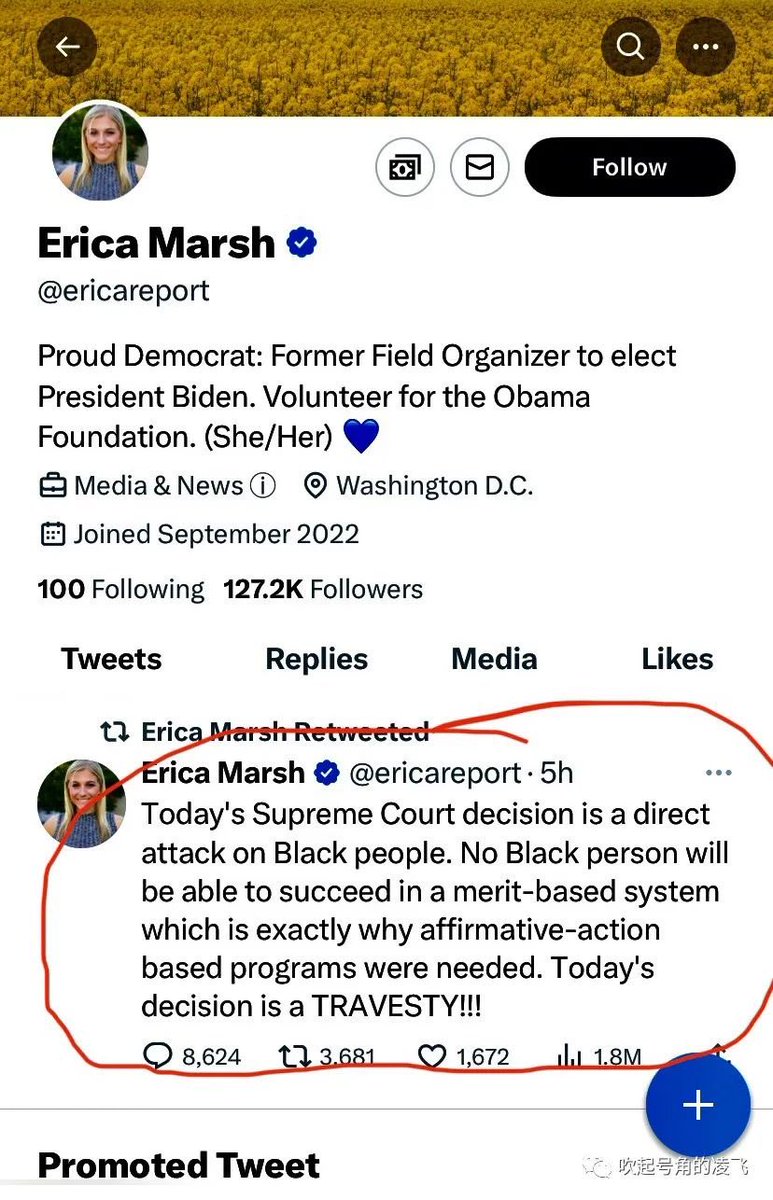 Follow
Erica Marsh
@ericareport
Proud Democrat: Former Field Organizer to elect
President Biden. Volunteer for the Obama
Foundation. (She/Her) 💙
Media & News
Washington D.C.
Joined September 2022
100 Following 127.2K Followers
Tweets Replies Media Likes
Erica Marsh Retweeted
Erica Marsh @ericareport · 5h
Today's Supreme Court decision is a direct
attack on Black people. No Black person will
be able to succeed in a merit-based system
which is exactly why affirmative-action
based programs were needed. Today's
decision is a TRAVESTY!!!
8,624 3,681 1,672 1.8M
Promoted Tweet
吹起号角的凌飞